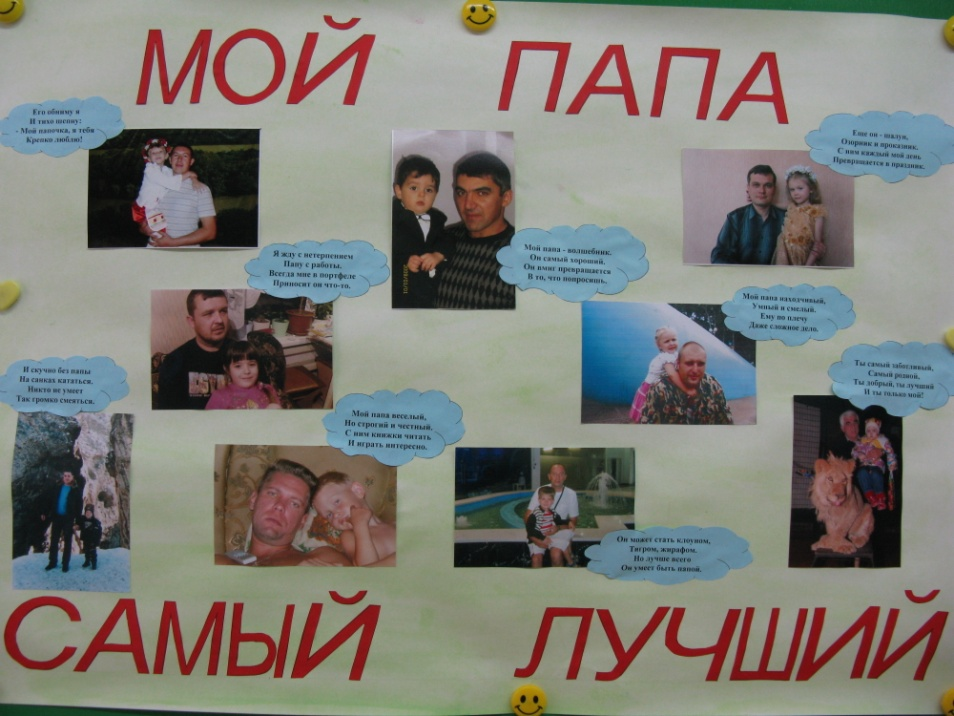 МОЙ ПАПА
Его обниму я
И тихо шепну:
- Мой папочка, я тебя
Крепко люблю!
Еще он - шалун,
Озорник и проказник.
С ним каждый мой день
Превращается в праздник.
Я жду с нетерпением
Папу с работы.
Всегда мне в портфеле
Приносит он что-то.
Мой папа - волшебник.
Он самый хороший.
Он вмиг превращается
В то, что попросишь.
Мой папа находчивый,
Умный и смелый.
Ему по плечу
Даже сложное дело.
И скучно без папы
На санках кататься.
Никто не умеет
Так громко смеяться.
Ты самый заботливый,
Самый родной,
Ты добрый, ты лучший
И ты только мой!
Мой папа веселый,
Но строгий и честный.
С ним книжки читать
И играть интересно.
Он может стать клоуном,
Тигром, жирафом.
Но лучше всего
Он умеет быть папой.
САМЫЙ ЛУЧШИЙ